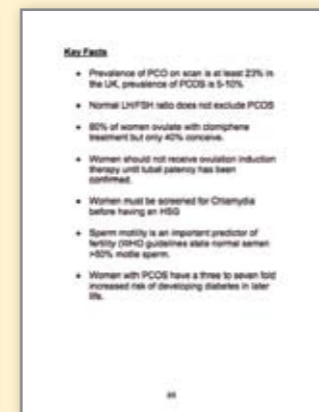 Key Facts
Prevalence of PCO on scan is at least 23% in
the UK, prevalence of PCOS is 5-10%
Normal LH/FSH ratio does not exclude PCOS
80% of women ovulate with clomiphene
treatment but only 40% conceive.
Women should not receive ovulation induction
therapy until tubal patency has been
confirmed.
Women must be screened for Chlamydia
before having an HSG
Sperm motility is an important predictor of
fertility (WHO guidelines state normal semen
>50% motile sperm.
Women with PCOS have a three to seven fold
increased risk of developing diabetes in later
life.